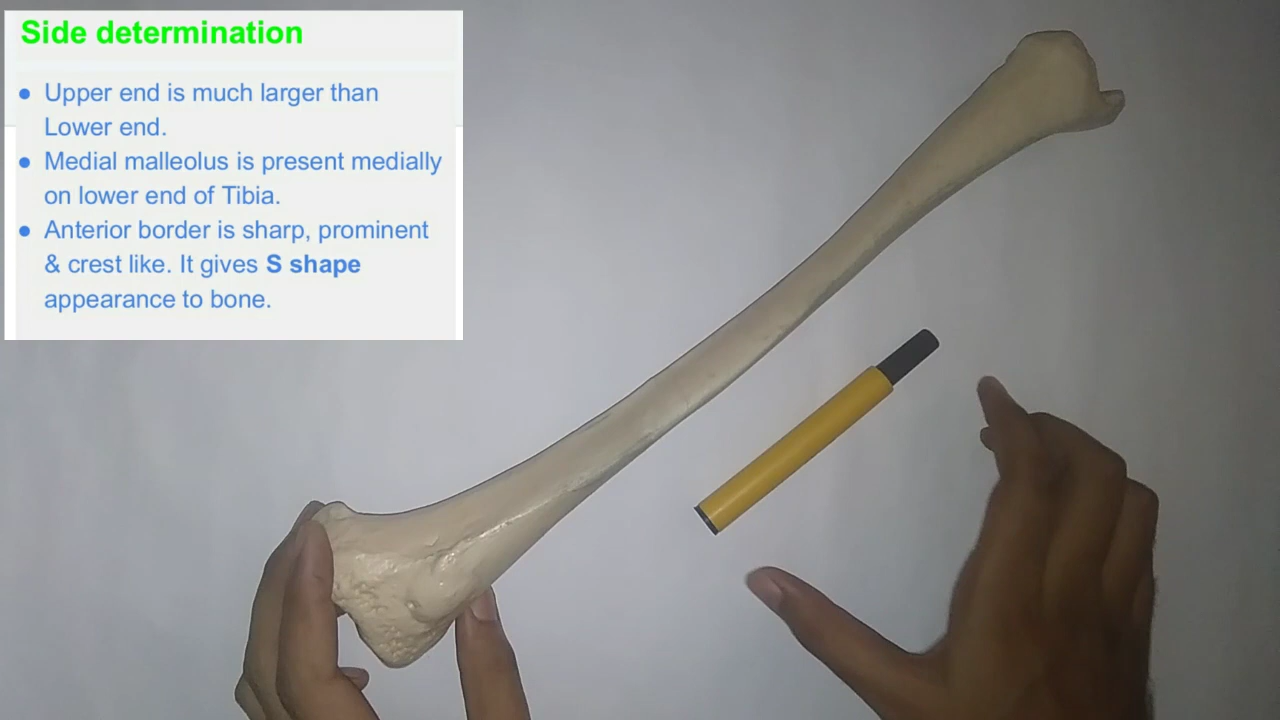 Side determination
● Upper end is much larger than
Lower end.
● Medial malleolus is present medially
on lower end of Tibia.
● Anterior border is sharp, prominent
& crest like. It gives S shape
appearance to bone.